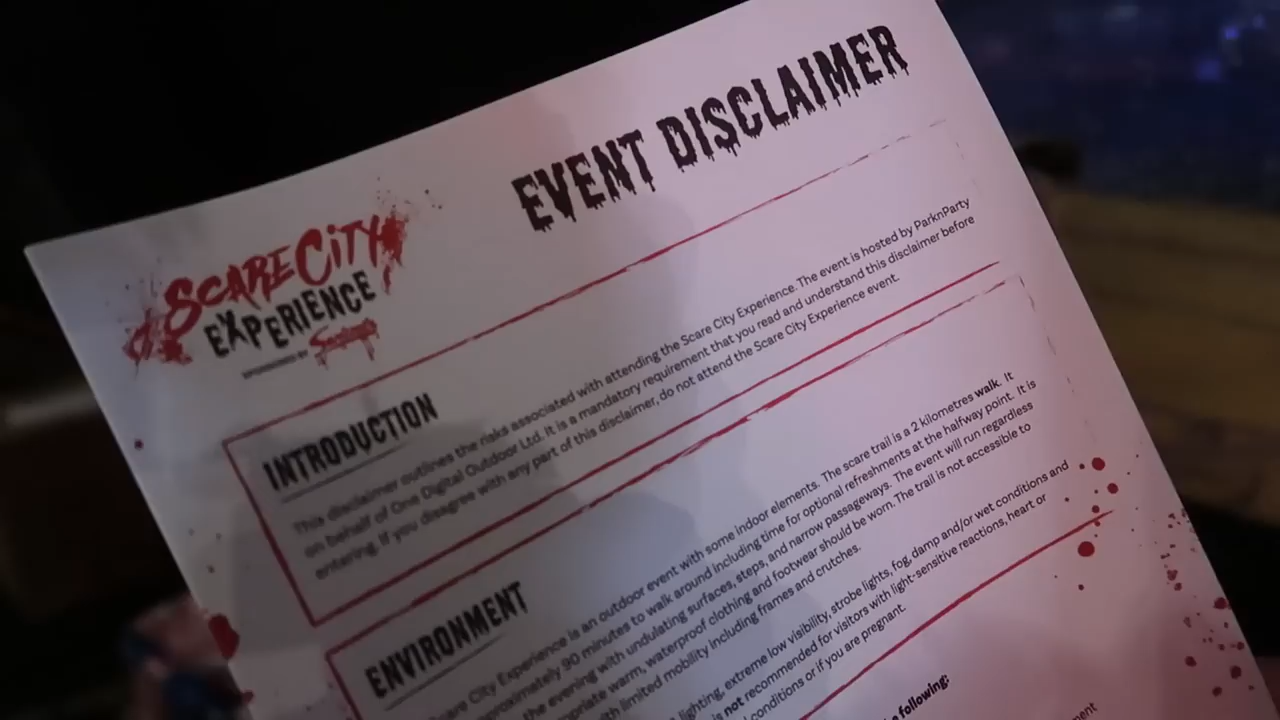 EVENT DISCLAIMER
SCARE CITY
EXPERIENCE
SPONSORED BY
INTRODUCTION
This disclaimer outlines the risks associated with attending the Scare City Experience. The event is hosted by ParknParty
on behalf of One Digital Outdoor Ltd. It is a mandatory requirement that you read and understand this disclaimer before
entering. If you disagree with any part of this disclaimer, do not attend the Scare City Experience event.
ENVIRONMENT
Scare City Experience is an outdoor event with some indoor elements. The scare trail is a 2 kilometres walk. It
approximately 90 minutes to walk around including time for optional refreshments at the halfway point. It is
the evening with undulating surfaces, steps, and narrow passageways. The event will run regardless
appropriate warm, waterproof clothing and footwear should be worn. The trail is not accessible to
with limited mobility including frames and crutches.
lighting, extreme low visibility, strobe lights, fog, damp and/or wet conditions and
is not recommended for visitors with light-sensitive reactions, heart or
conditions or if you are pregnant.
following: